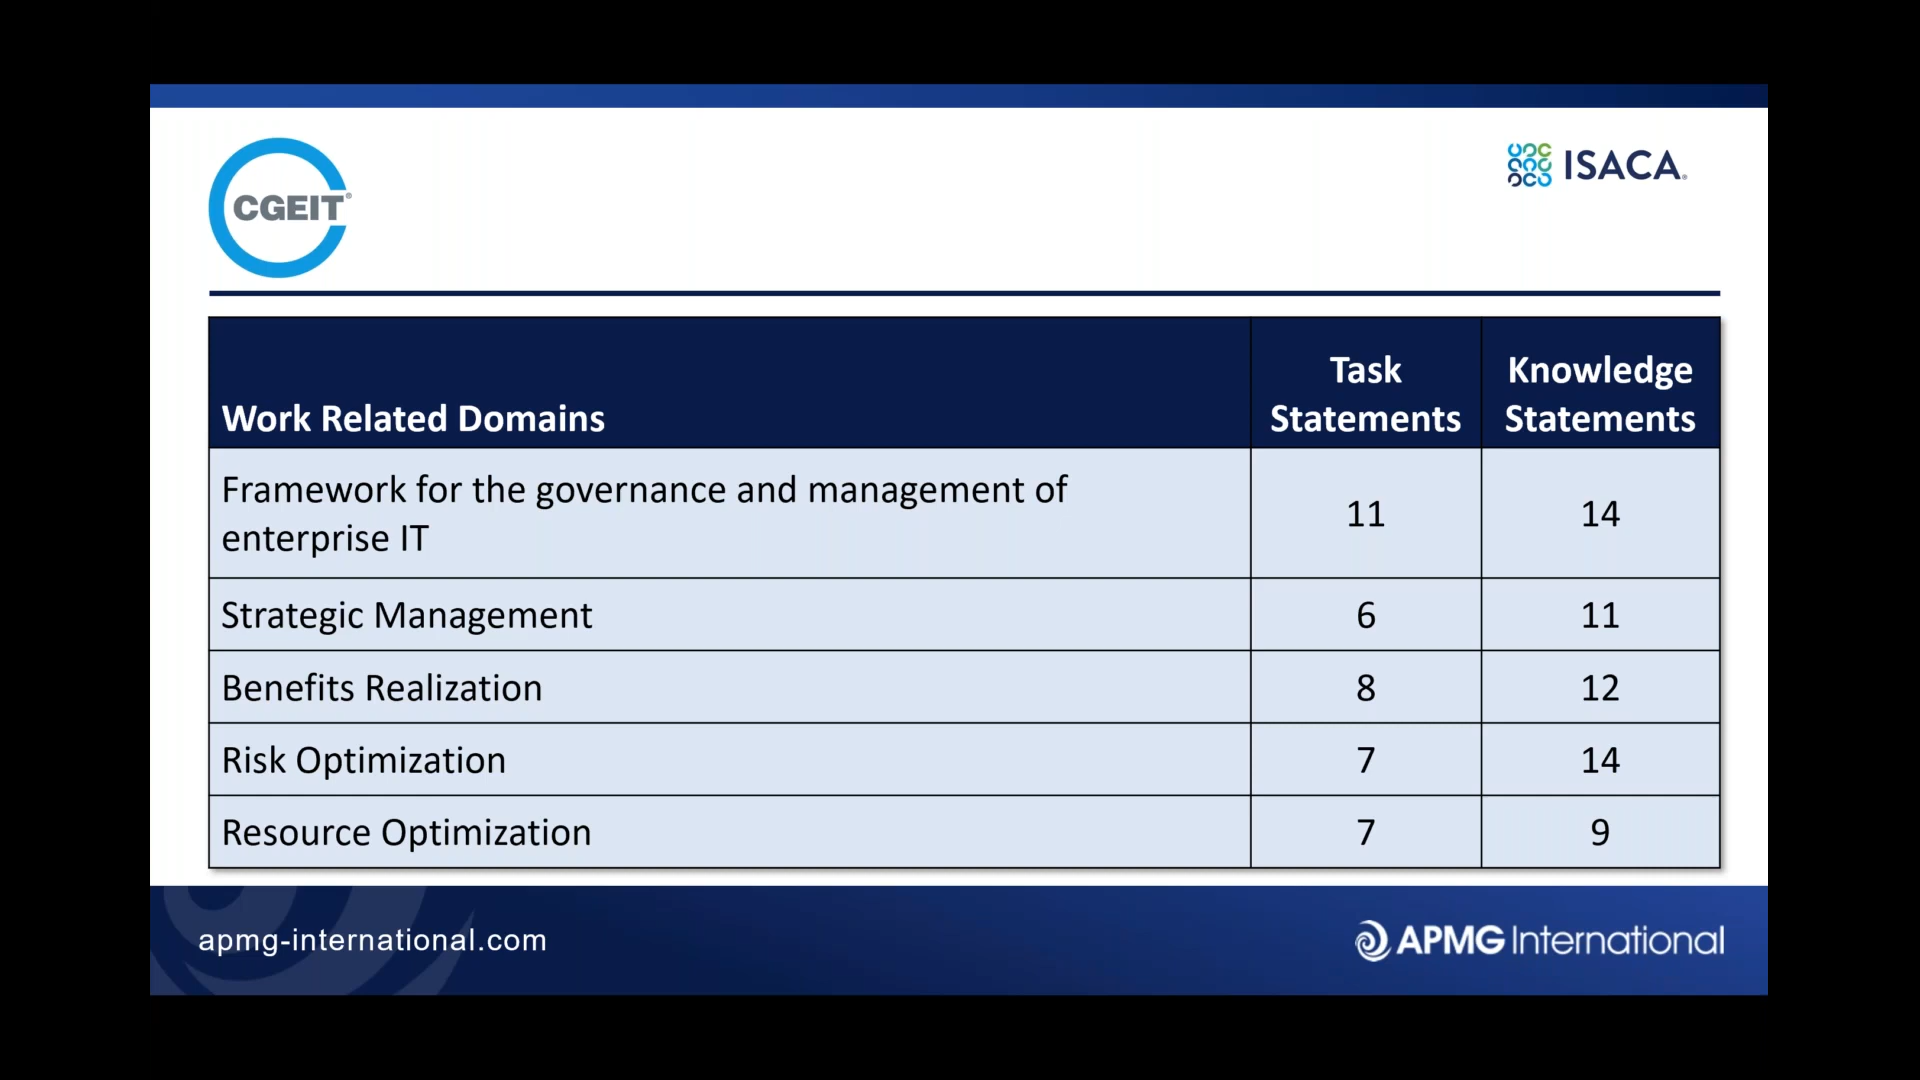 CGEIT®
ISACA®
Work Related Domains
Task Statements
Knowledge Statements
Framework for the governance and management of
enterprise IT
11
14
Strategic Management
6
11
Benefits Realization
8
12
Risk Optimization
7
14
Resource Optimization
7
9
apmg-international.com
APMG International